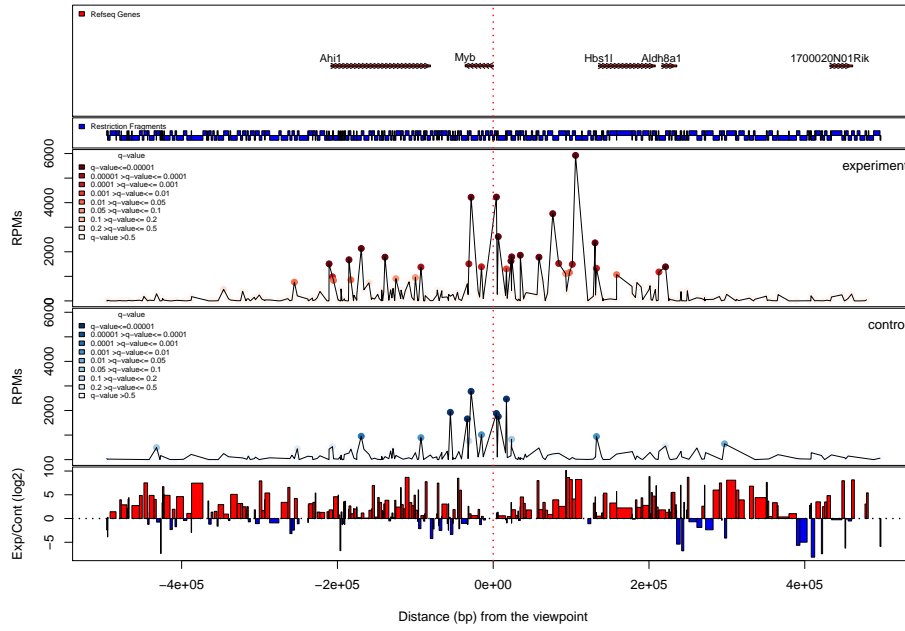 Refseq Genes
Ahi1
Myb
Hbs1l
Aldh8a1
1700020N01Rik
Restriction Fragments
6000
4000
2000
0
RPMs
q−value
q−value<=0.00001
0.00001 >q−value<= 0.0001
0.0001 >q−value<= 0.001
0.001 >q−value<= 0.01
0.01 >q−value<= 0.05
0.05 >q−value<= 0.1
0.1 >q−value<= 0.2
0.2 >q−value<= 0.5
q−value >0.5
experiment
6000
4000
2000
0
RPMs
q−value
q−value<=0.00001
0.00001 >q−value<= 0.0001
0.0001 >q−value<= 0.001
0.001 >q−value<= 0.01
0.01 >q−value<= 0.05
0.05 >q−value<= 0.1
0.1 >q−value<= 0.2
0.2 >q−value<= 0.5
q−value >0.5
contro
10
5
0
−5
Exp/Cont (log2)
−4e+05 −2e+05 0e+00 2e+05 4e+05
Distance (bp) from the viewpoint